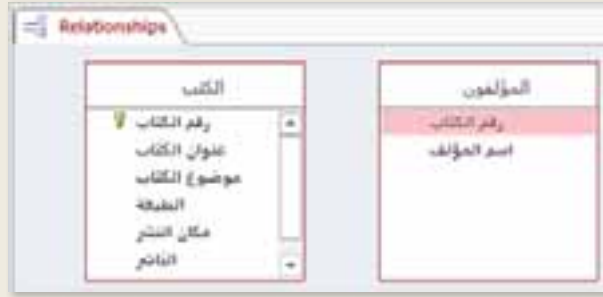 Relationships
الكتب
رقم الكتاب
عنوان الكتاب
موضوع الكتاب
الطبعة
مكان النشر
الناشر
المؤلفون
رقم الكتاب
اسم المؤلف